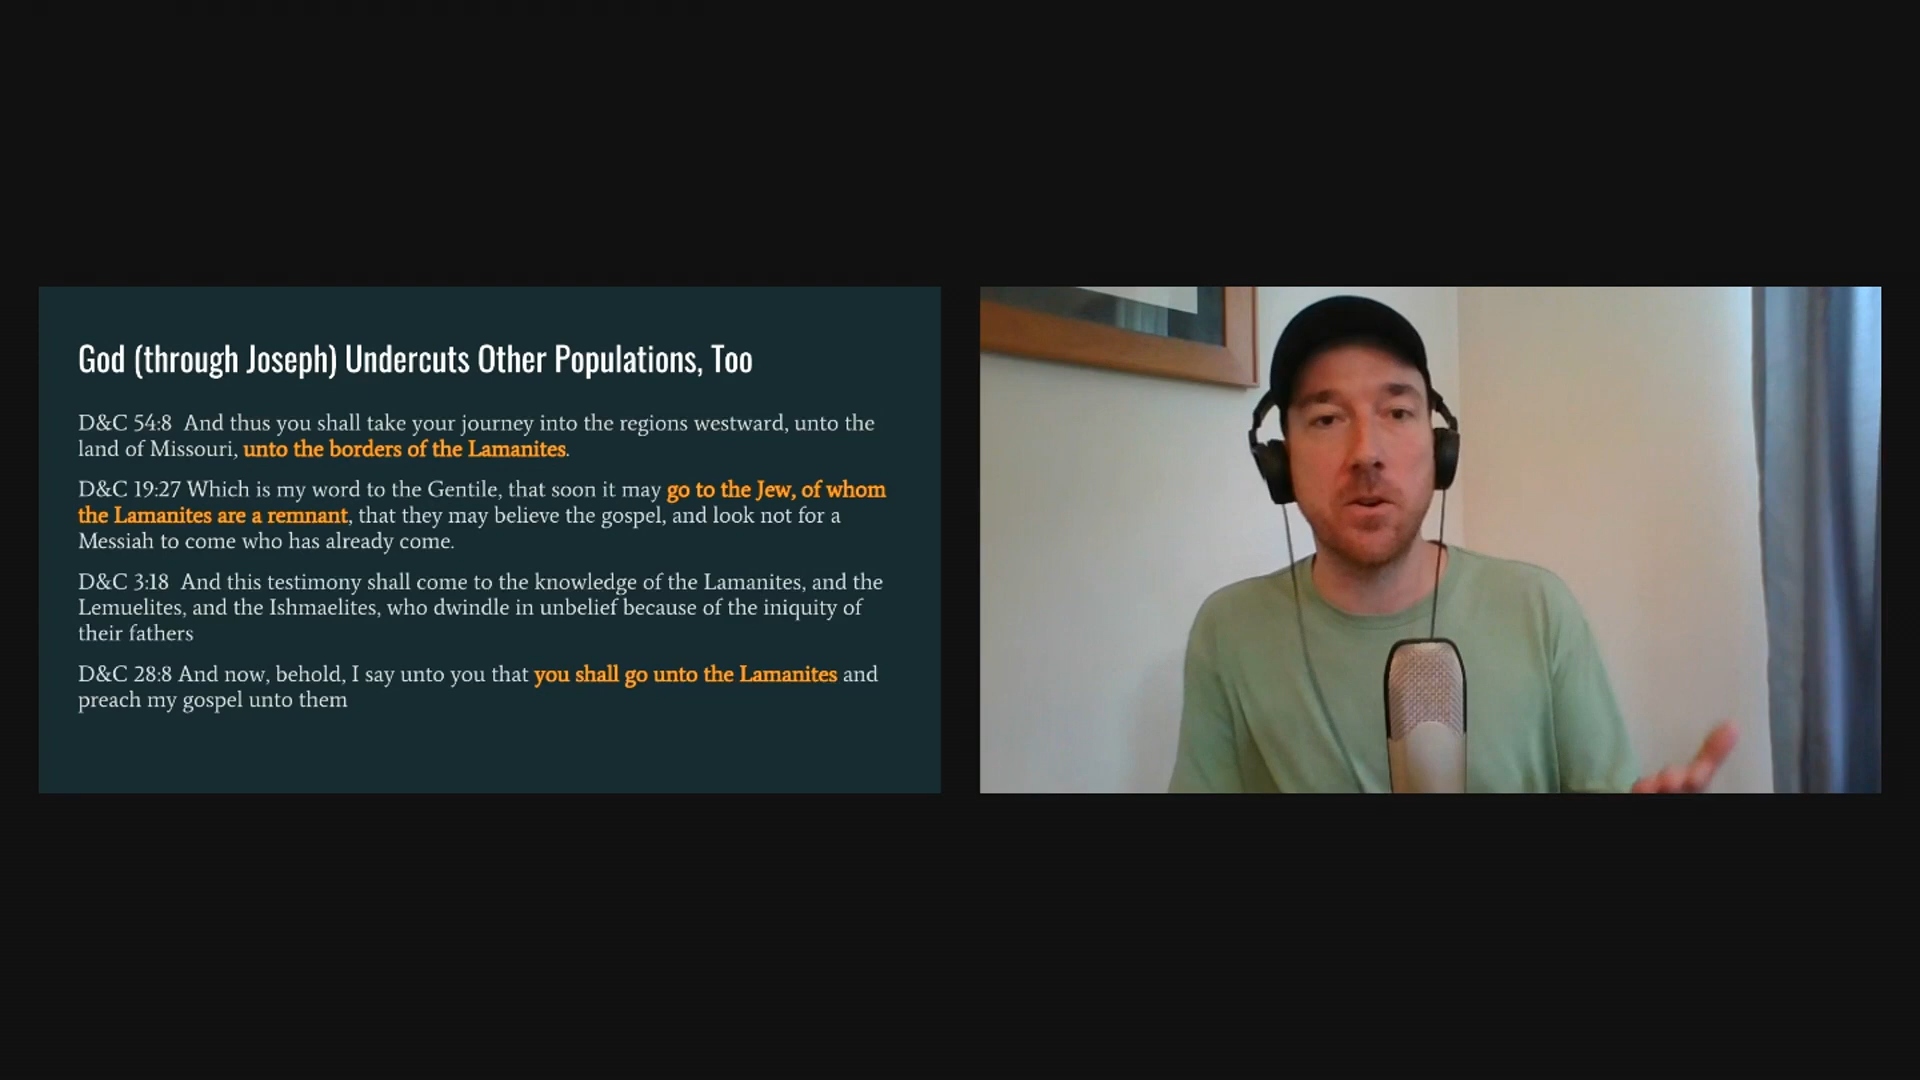 God (through Joseph) Undercuts Other Populations, Too
D&C 54:8  And thus you shall take your journey into the regions westward, unto the
land of Missouri, unto the borders of the Lamanites.
D&C 19:27 Which is my word to the Gentile, that soon it may go to the Jew, of whom
the Lamanites are a remnant, that they may believe the gospel, and look not for a
Messiah to come who has already come.
D&C 3:18  And this testimony shall come to the knowledge of the Lamanites, and the
Lemuelites, and the Ishmaelites, who dwindle in unbelief because of the iniquity of
their fathers
D&C 28:8 And now, behold, I say unto you that you shall go unto the Lamanites and
preach my gospel unto them